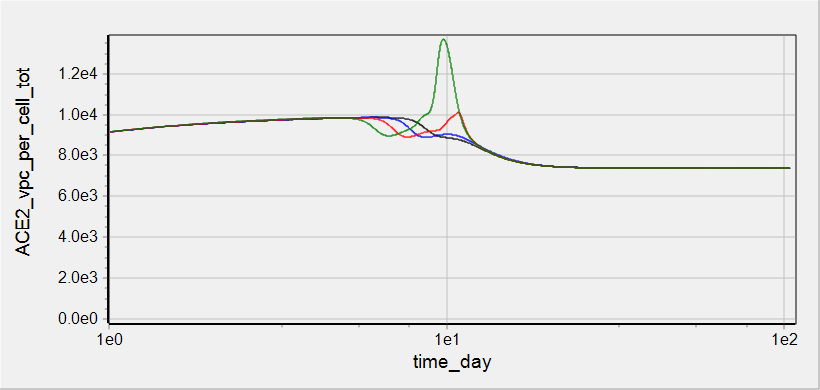 ACE2_vpc_per_cell_tot
1.2e4
1.0e4
8.0e3
6.0e3
4.0e3
2.0e3
0.0e0
1e0 1e1 1e2
time_day